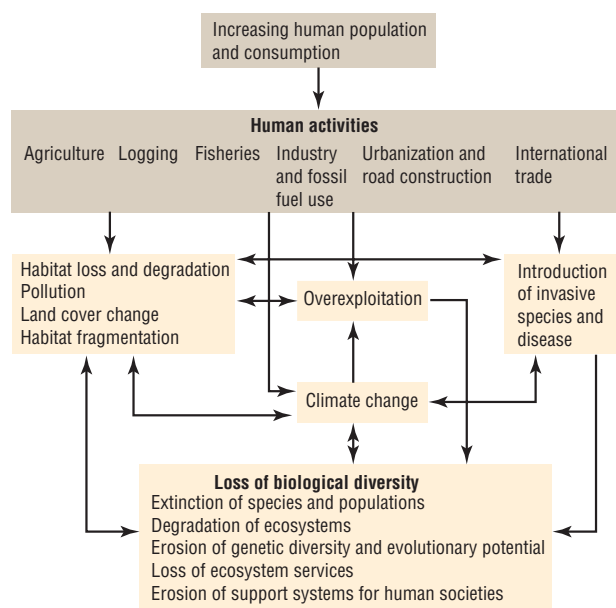 Increasing human population
and consumption
Human activities
Agriculture
Logging
Fisheries
Industry
and fossil
fuel use
Urbanization and
road construction
International
trade
Habitat loss and degradation
Pollution
Land cover change
Habitat fragmentation
Overexploitation
Introduction
of invasive
species and
disease
Climate change
Loss of biological diversity
Extinction of species and populations
Degradation of ecosystems
Erosion of genetic diversity and evolutionary potential
Loss of ecosystem services
Erosion of support systems for human societies